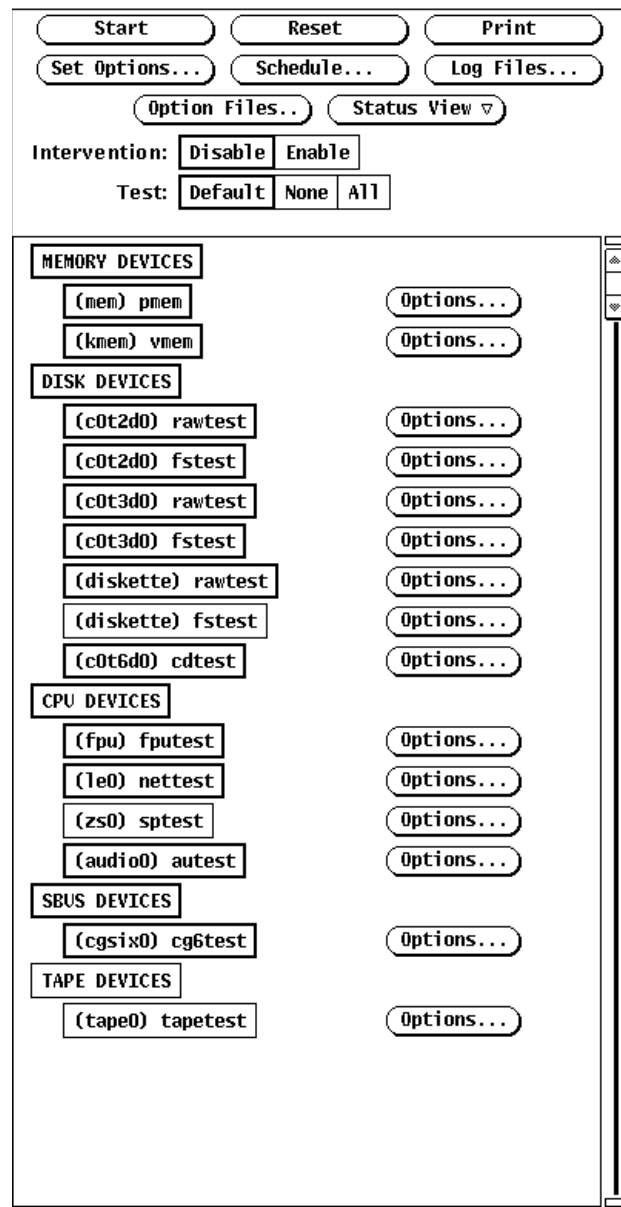 Start Reset Print
Set Options... Schedule... Log Files...
Option Files.. Status View ▽
Intervention: Disable Enable
Test: Default None All
MEMORY DEVICES
(mem) pmem Options...
(kmem) vmem Options...
DISK DEVICES
(c0t2d0) rawtest Options...
(c0t2d0) fstest Options...
(c0t3d0) rawtest Options...
(c0t3d0) fstest Options...
(diskette) rawtest Options...
(diskette) fstest Options...
(c0t6d0) cdtest Options...
CPU DEVICES
(fpu) fputest Options...
(le0) nettest Options...
(zs0) sptest Options...
(audio0) autest Options...
SBUS DEVICES
(cgsix0) cg6test Options...
TAPE DEVICES
(tape0) tapetest Options...